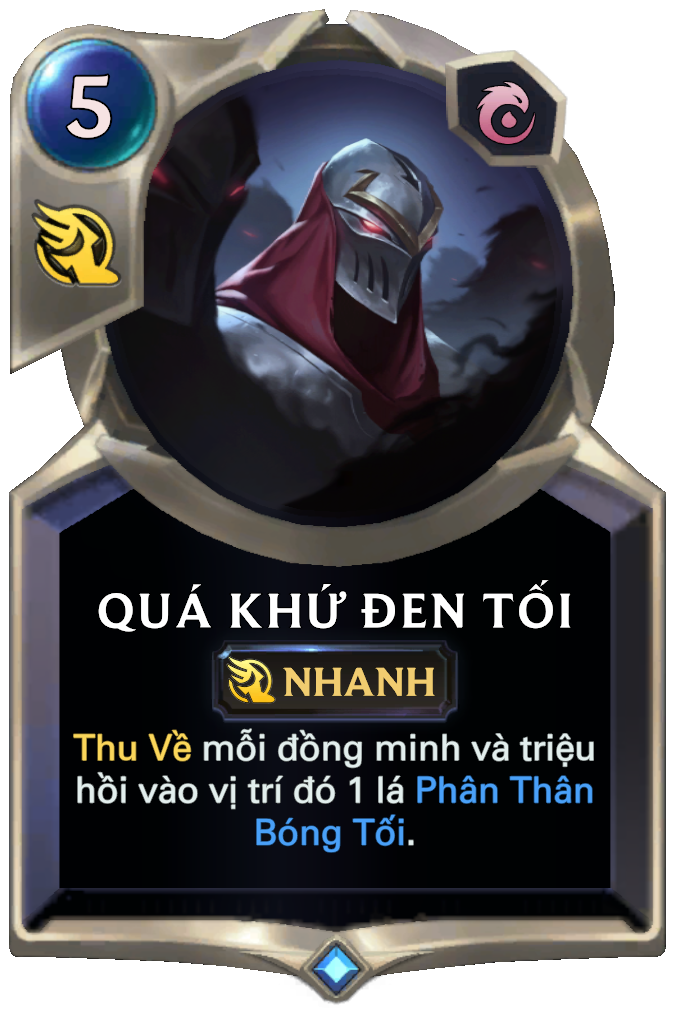 5
QUÁ KHỨ ĐEN TỐI
NHANH
Thu Về mỗi đồng minh và triệu
hồi vào vị trí đó 1 lá Phân Thân
Bóng Tối.